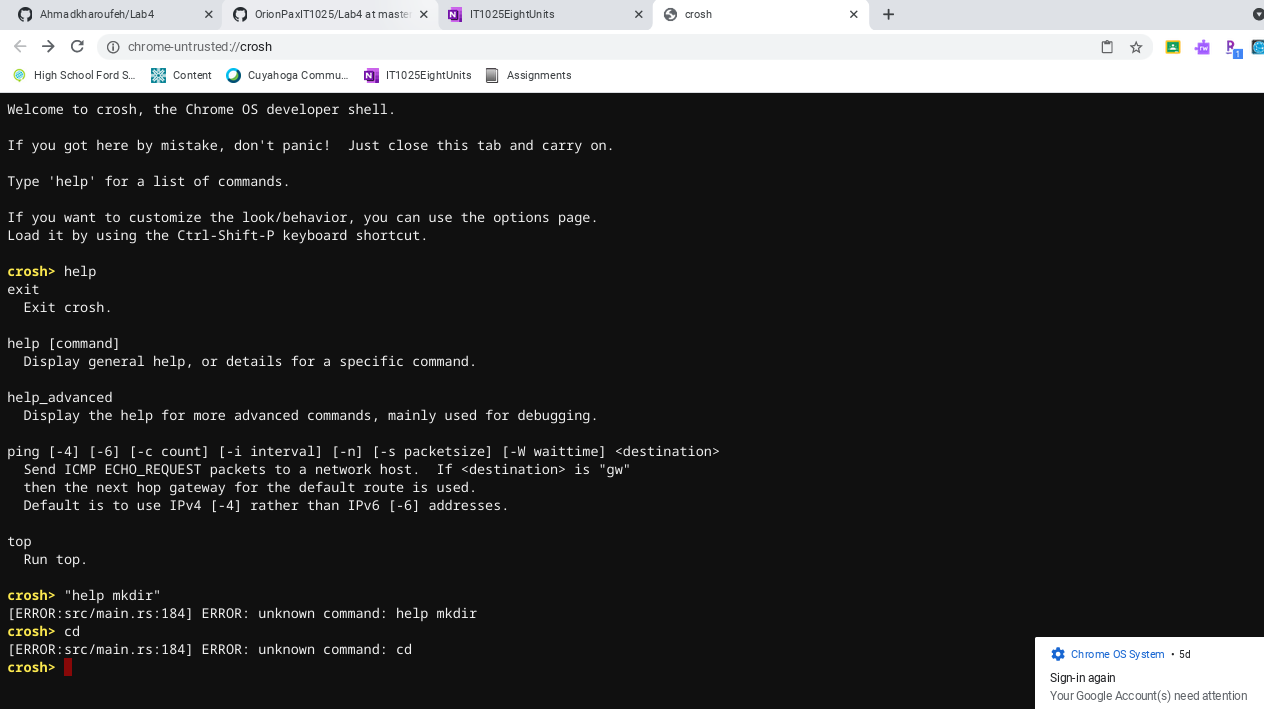 Ahmadkharoufeh/Lab4
OrionPaxIT1025/Lab4 at master
IT1025EightUnits
crosh
chrome-untrusted://crosh
1
High School Ford S...
Content
Cuyahoga Commu...
IT1025EightUnits
Assignments
Welcome to crosh, the Chrome OS developer shell.
If you got here by mistake, don't panic!  Just close this tab and carry on.
Type 'help' for a list of commands.
If you want to customize the look/behavior, you can use the options page.
Load it by using the Ctrl-Shift-P keyboard shortcut.
crosh> help
exit
  Exit crosh.
help [command]
  Display general help, or details for a specific command.
help_advanced
  Display the help for more advanced commands, mainly used for debugging.
ping [-4] [-6] [-c count] [-i interval] [-n] [-s packetsize] [-W waittime] <destination>
  Send ICMP ECHO_REQUEST packets to a network host.  If <destination> is "gw"
  then the next hop gateway for the default route is used.
  Default is to use IPv4 [-4] rather than IPv6 [-6] addresses.
top
  Run top.
crosh> "help mkdir"
[ERROR:src/main.rs:184] ERROR: unknown command: help mkdir
crosh> cd
[ERROR:src/main.rs:184] ERROR: unknown command: cd
crosh>
Chrome OS System • 5d
Sign-in again
Your Google Account(s) need attention